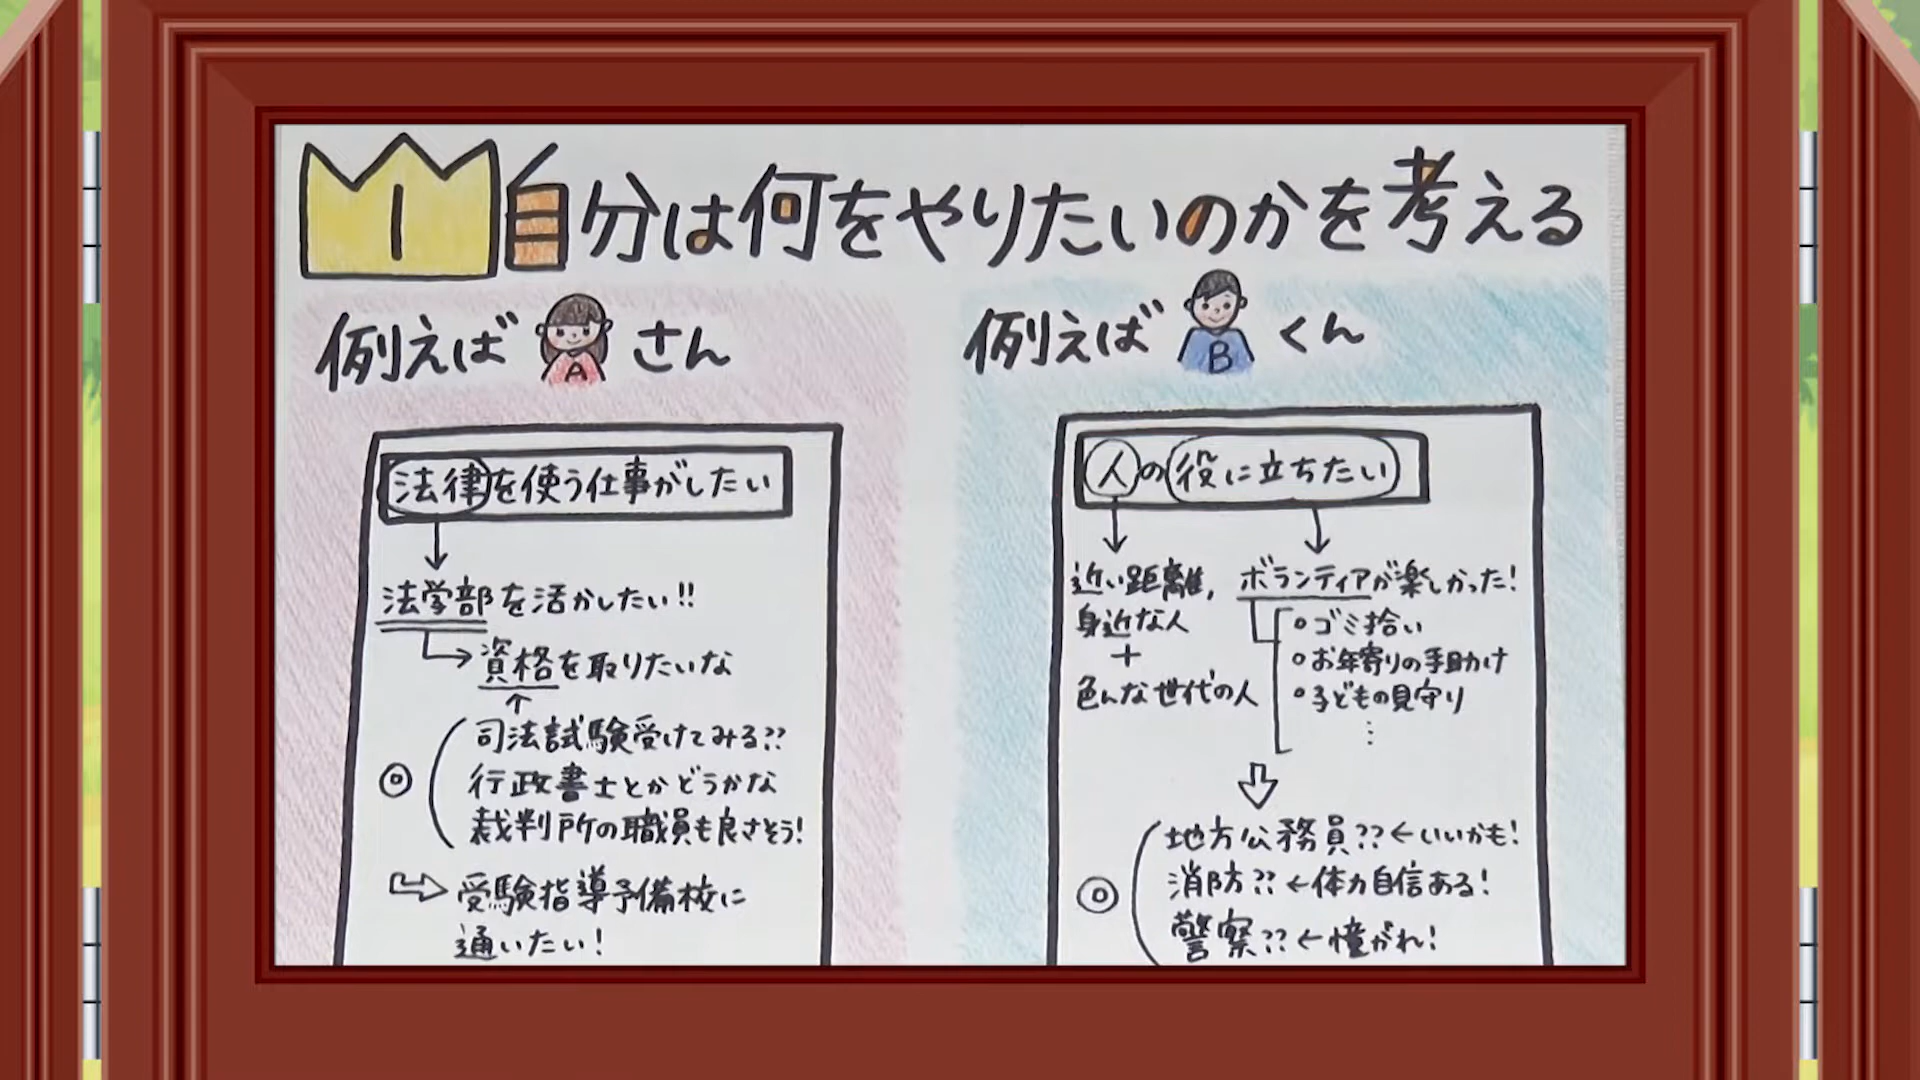 1 自分は何をやりたいのかを考える
例えば A さん
法律を使う仕事がしたい
法学部を活かしたい!!
資格を取りたいな
司法試験受けてみる??
行政書士とかどうかな
裁判所の職員も良さそう!
受験指導予備校に
通いたい!
例えば B くん
人の役に立ちたい
近い距離,
身近な人
+
色んな世代の人
ボランティアが楽しかった!
ゴミ拾い
お年寄りの手助け
子どもの見守り
地方公務員??←いいかも!
消防??←体力自信ある!
警察??←憧がれ!